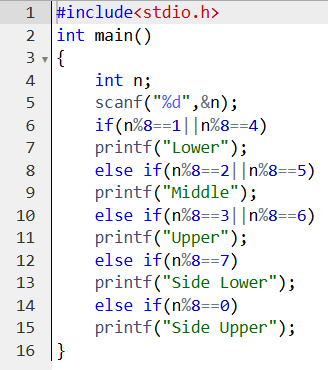 1 #include<stdio.h>
2 int main()
3 {
4 int n;
5 scanf("%d",&n);
6 if(n%8==1||n%8==4)
7 printf("Lower");
8 else if(n%8==2||n%8==5)
9 printf("Middle");
10 else if(n%8==3||n%8==6)
11 printf("Upper");
12 else if(n%8==7)
13 printf("Side Lower");
14 else if(n%8==0)
15 printf("Side Upper");
16 }